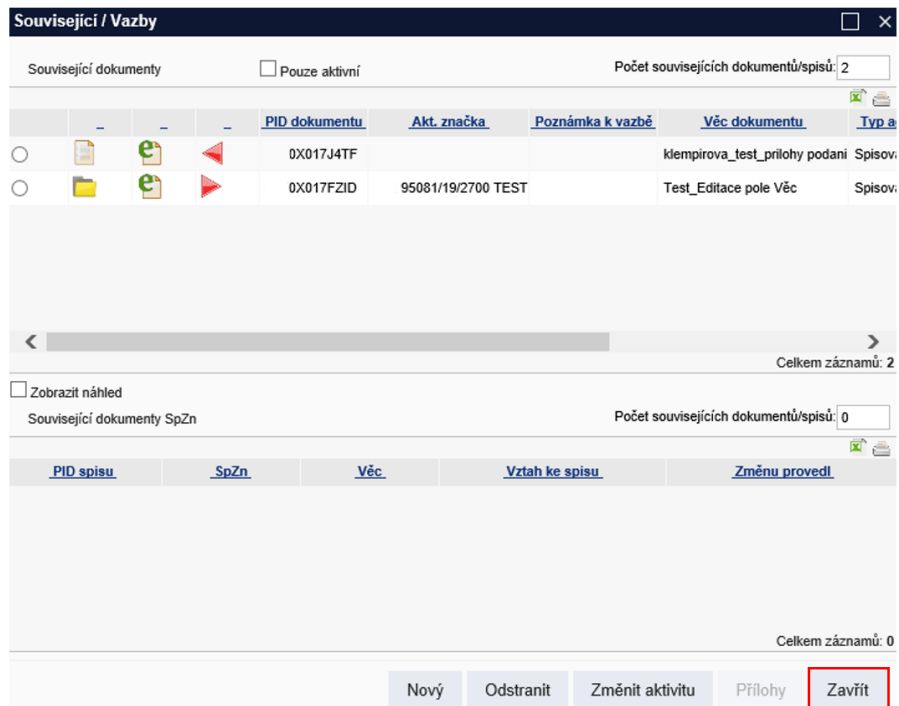 Související / Vazby
Související dokumenty Pouze aktivní Počet souvisejících dokumentů/spisů: 2
PID dokumentu Akt. značka Poznámka k vazbě Věc dokumentu Typ a
0X017J4TF klempirova_test_prilohy podani Spisov
0X017FZID 95081/19/2700 TEST Test_Editace pole Věc Spisov
Celkem záznamů: 2
Zobrazit náhled
Související dokumenty SpZn Počet souvisejících dokumentů/spisů: 0
PID spisu SpZn Věc Vztah ke spisu Změnu provedl
Celkem záznamů: 0
Nový Odstranit Změnit aktivitu Přílohy Zavřít